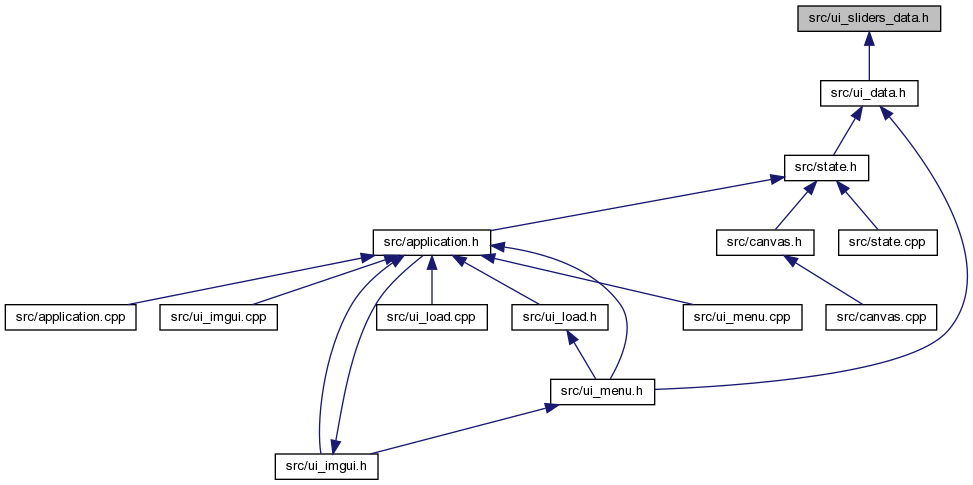 src/ui_sliders_data.h
src/ui_data.h
src/state.h
src/application.h
src/canvas.h
src/state.cpp
src/application.cpp
src/ui_imgui.cpp
src/ui_load.cpp
src/ui_load.h
src/ui_menu.cpp
src/canvas.cpp
src/ui_menu.h
src/ui_imgui.h